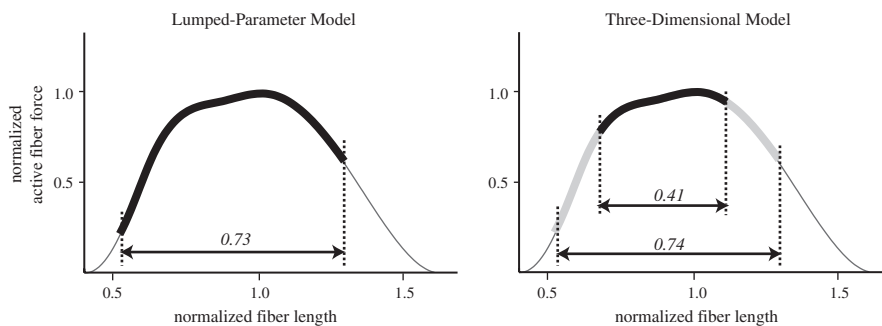 Lumped-Parameter Model
normalized
active fiber force
1.0
0.5
0.73
0.5
1.0
1.5
normalized fiber length
Three-Dimensional Model
1.0
0.5
0.41
0.74
0.5
1.0
1.5
normalized fiber length